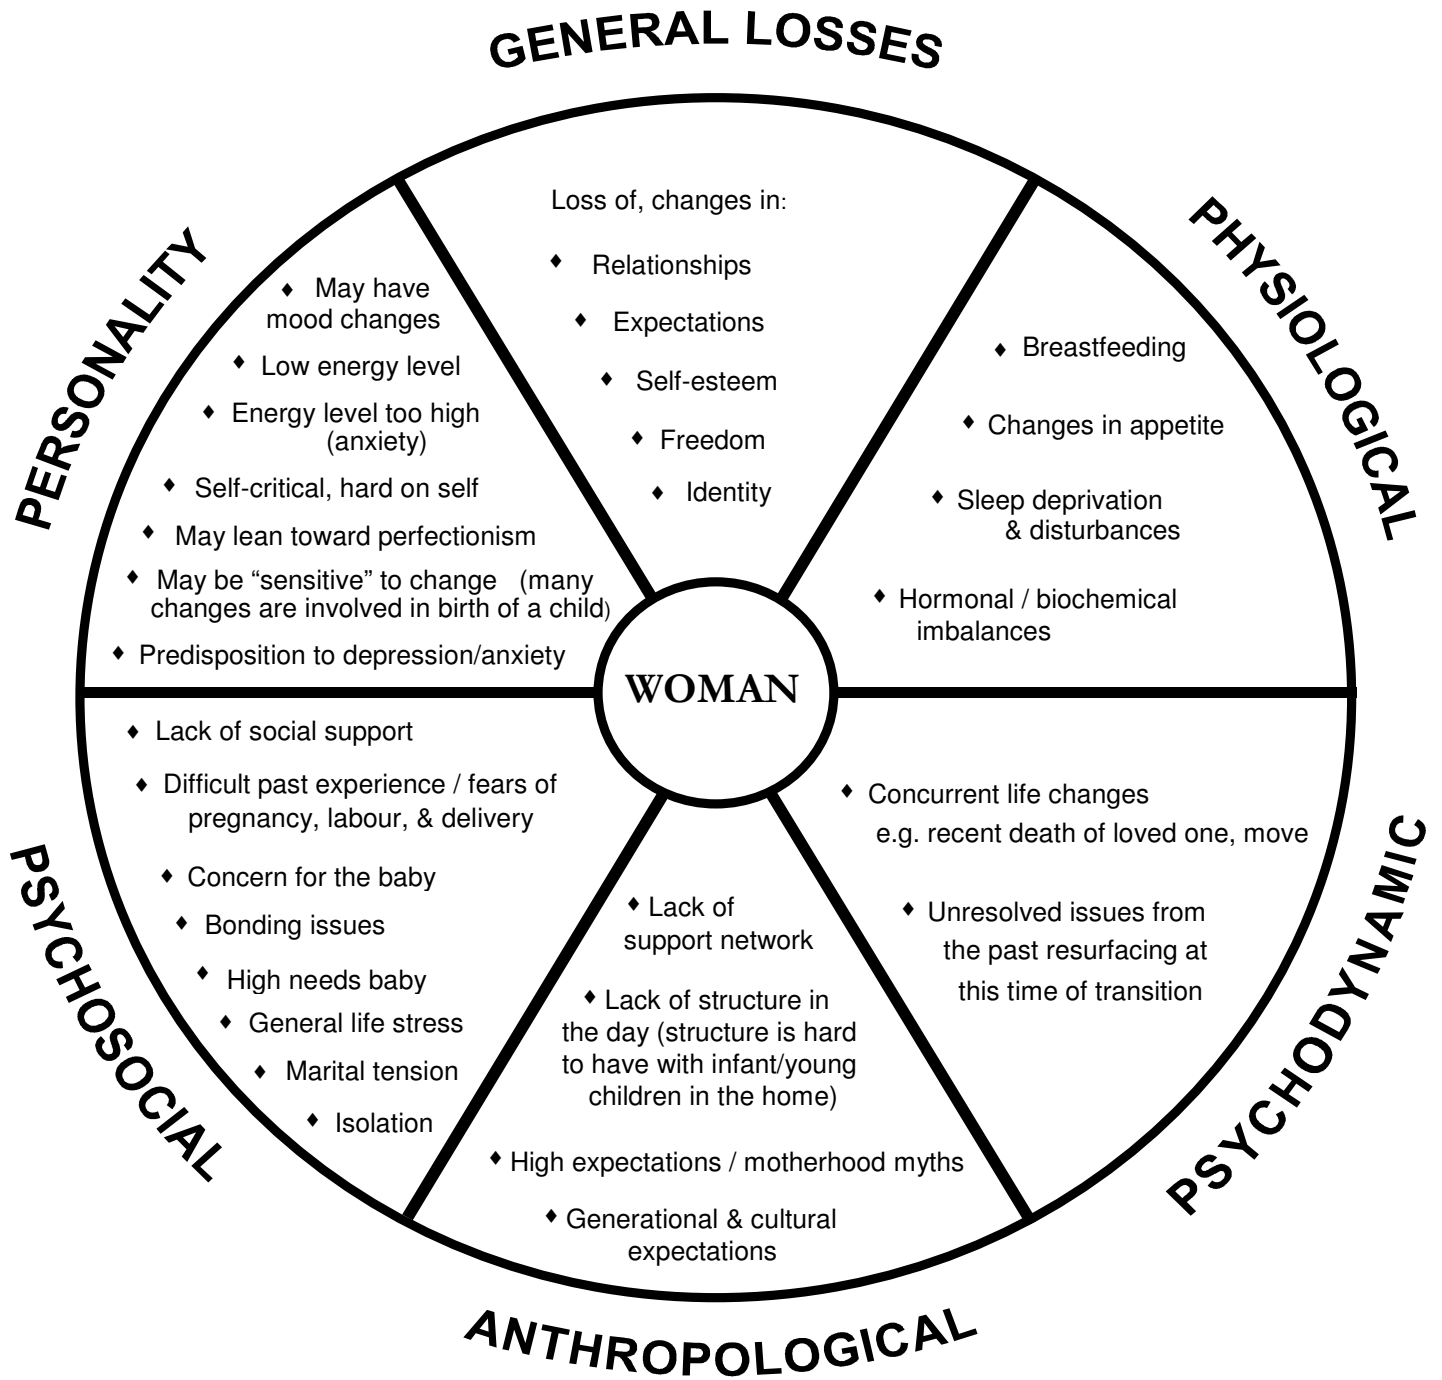 GENERAL LOSSES
Loss of, changes in:
♦ Relationships
♦ Expectations
♦ Self-esteem
♦ Freedom
♦ Identity
PHYSIOLOGICAL
♦ Breastfeeding
♦ Changes in appetite
♦ Sleep deprivation
& disturbances
♦ Hormonal / biochemical
imbalances
PSYCHODYNAMIC
♦ Concurrent life changes
e.g. recent death of loved one, move
♦ Unresolved issues from
the past resurfacing at
this time of transition
ANTHROPOLOGICAL
♦ Lack of
support network
♦ Lack of structure in
the day (structure is hard
to have with infant/young
children in the home)
♦ High expectations / motherhood myths
♦ Generational & cultural
expectations
PSYCHOSOCIAL
♦ Lack of social support
♦ Difficult past experience / fears of
pregnancy, labour, & delivery
♦ Concern for the baby
♦ Bonding issues
♦ High needs baby
♦ General life stress
♦ Marital tension
♦ Isolation
PERSONALITY
♦ May have
mood changes
♦ Low energy level
♦ Energy level too high
(anxiety)
♦ Self-critical, hard on self
♦ May lean toward perfectionism
♦ May be “sensitive” to change (many
changes are involved in birth of a child)
♦ Predisposition to depression/anxiety
WOMAN